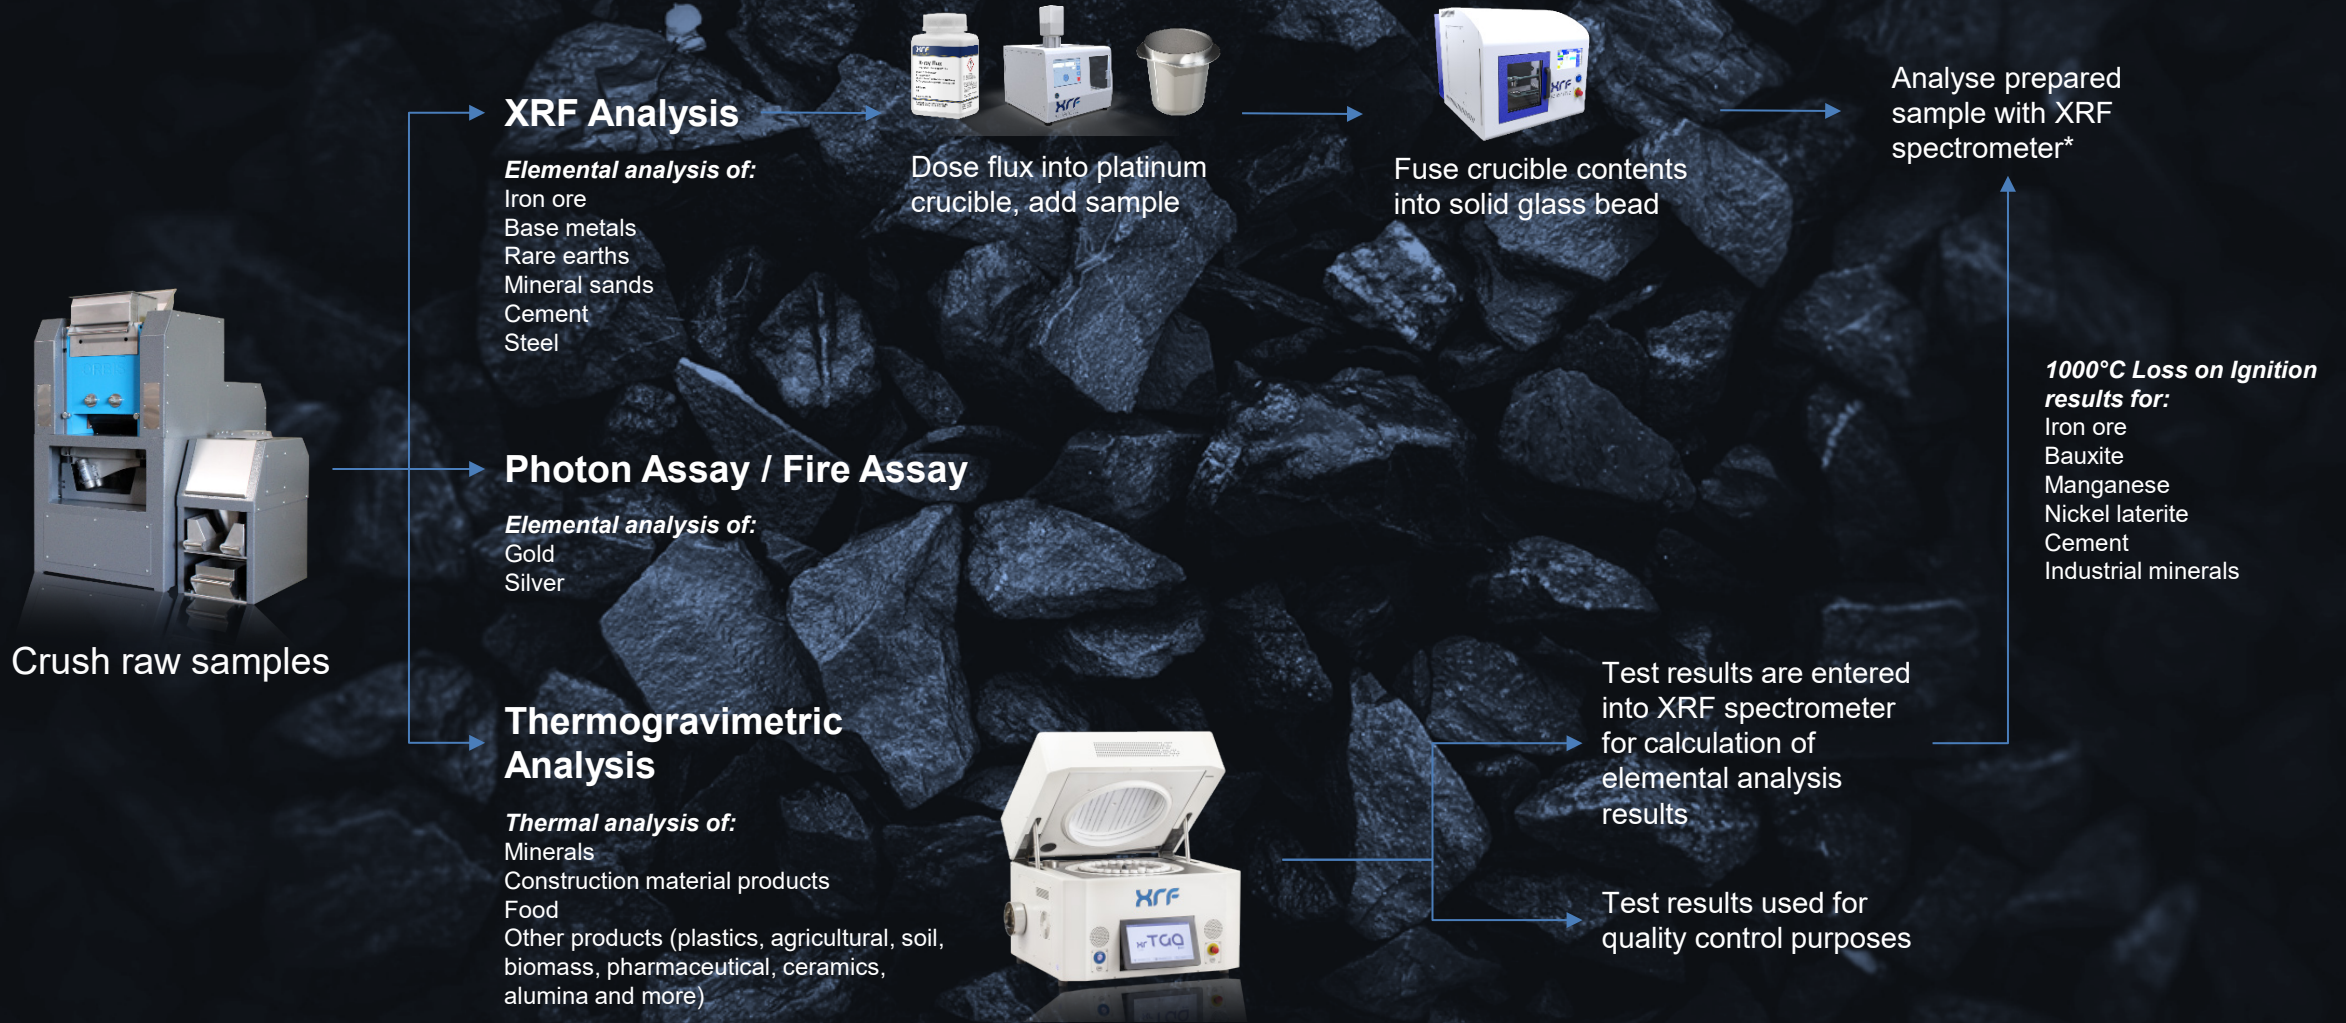 Crush raw samples
XRF Analysis
Elemental analysis of:
Iron ore
Base metals
Rare earths
Mineral sands
Cement
Steel
XRF
X-ray Flux
XRF
Dose flux into platinum
crucible, add sample
XRF
Fuse crucible contents
into solid glass bead
Analyse prepared
sample with XRF
spectrometer*
Photon Assay / Fire Assay
Elemental analysis of:
Gold
Silver
Thermogravimetric
Analysis
Thermal analysis of:
Minerals
Construction material products
Food
Other products (plastics, agricultural, soil,
biomass, pharmaceutical, ceramics,
alumina and more)
XRF
xrTGA
Test results are entered
into XRF spectrometer
for calculation of
elemental analysis
results
Test results used for
quality control purposes
1000°C Loss on Ignition
results for:
Iron ore
Bauxite
Manganese
Nickel laterite
Cement
Industrial minerals